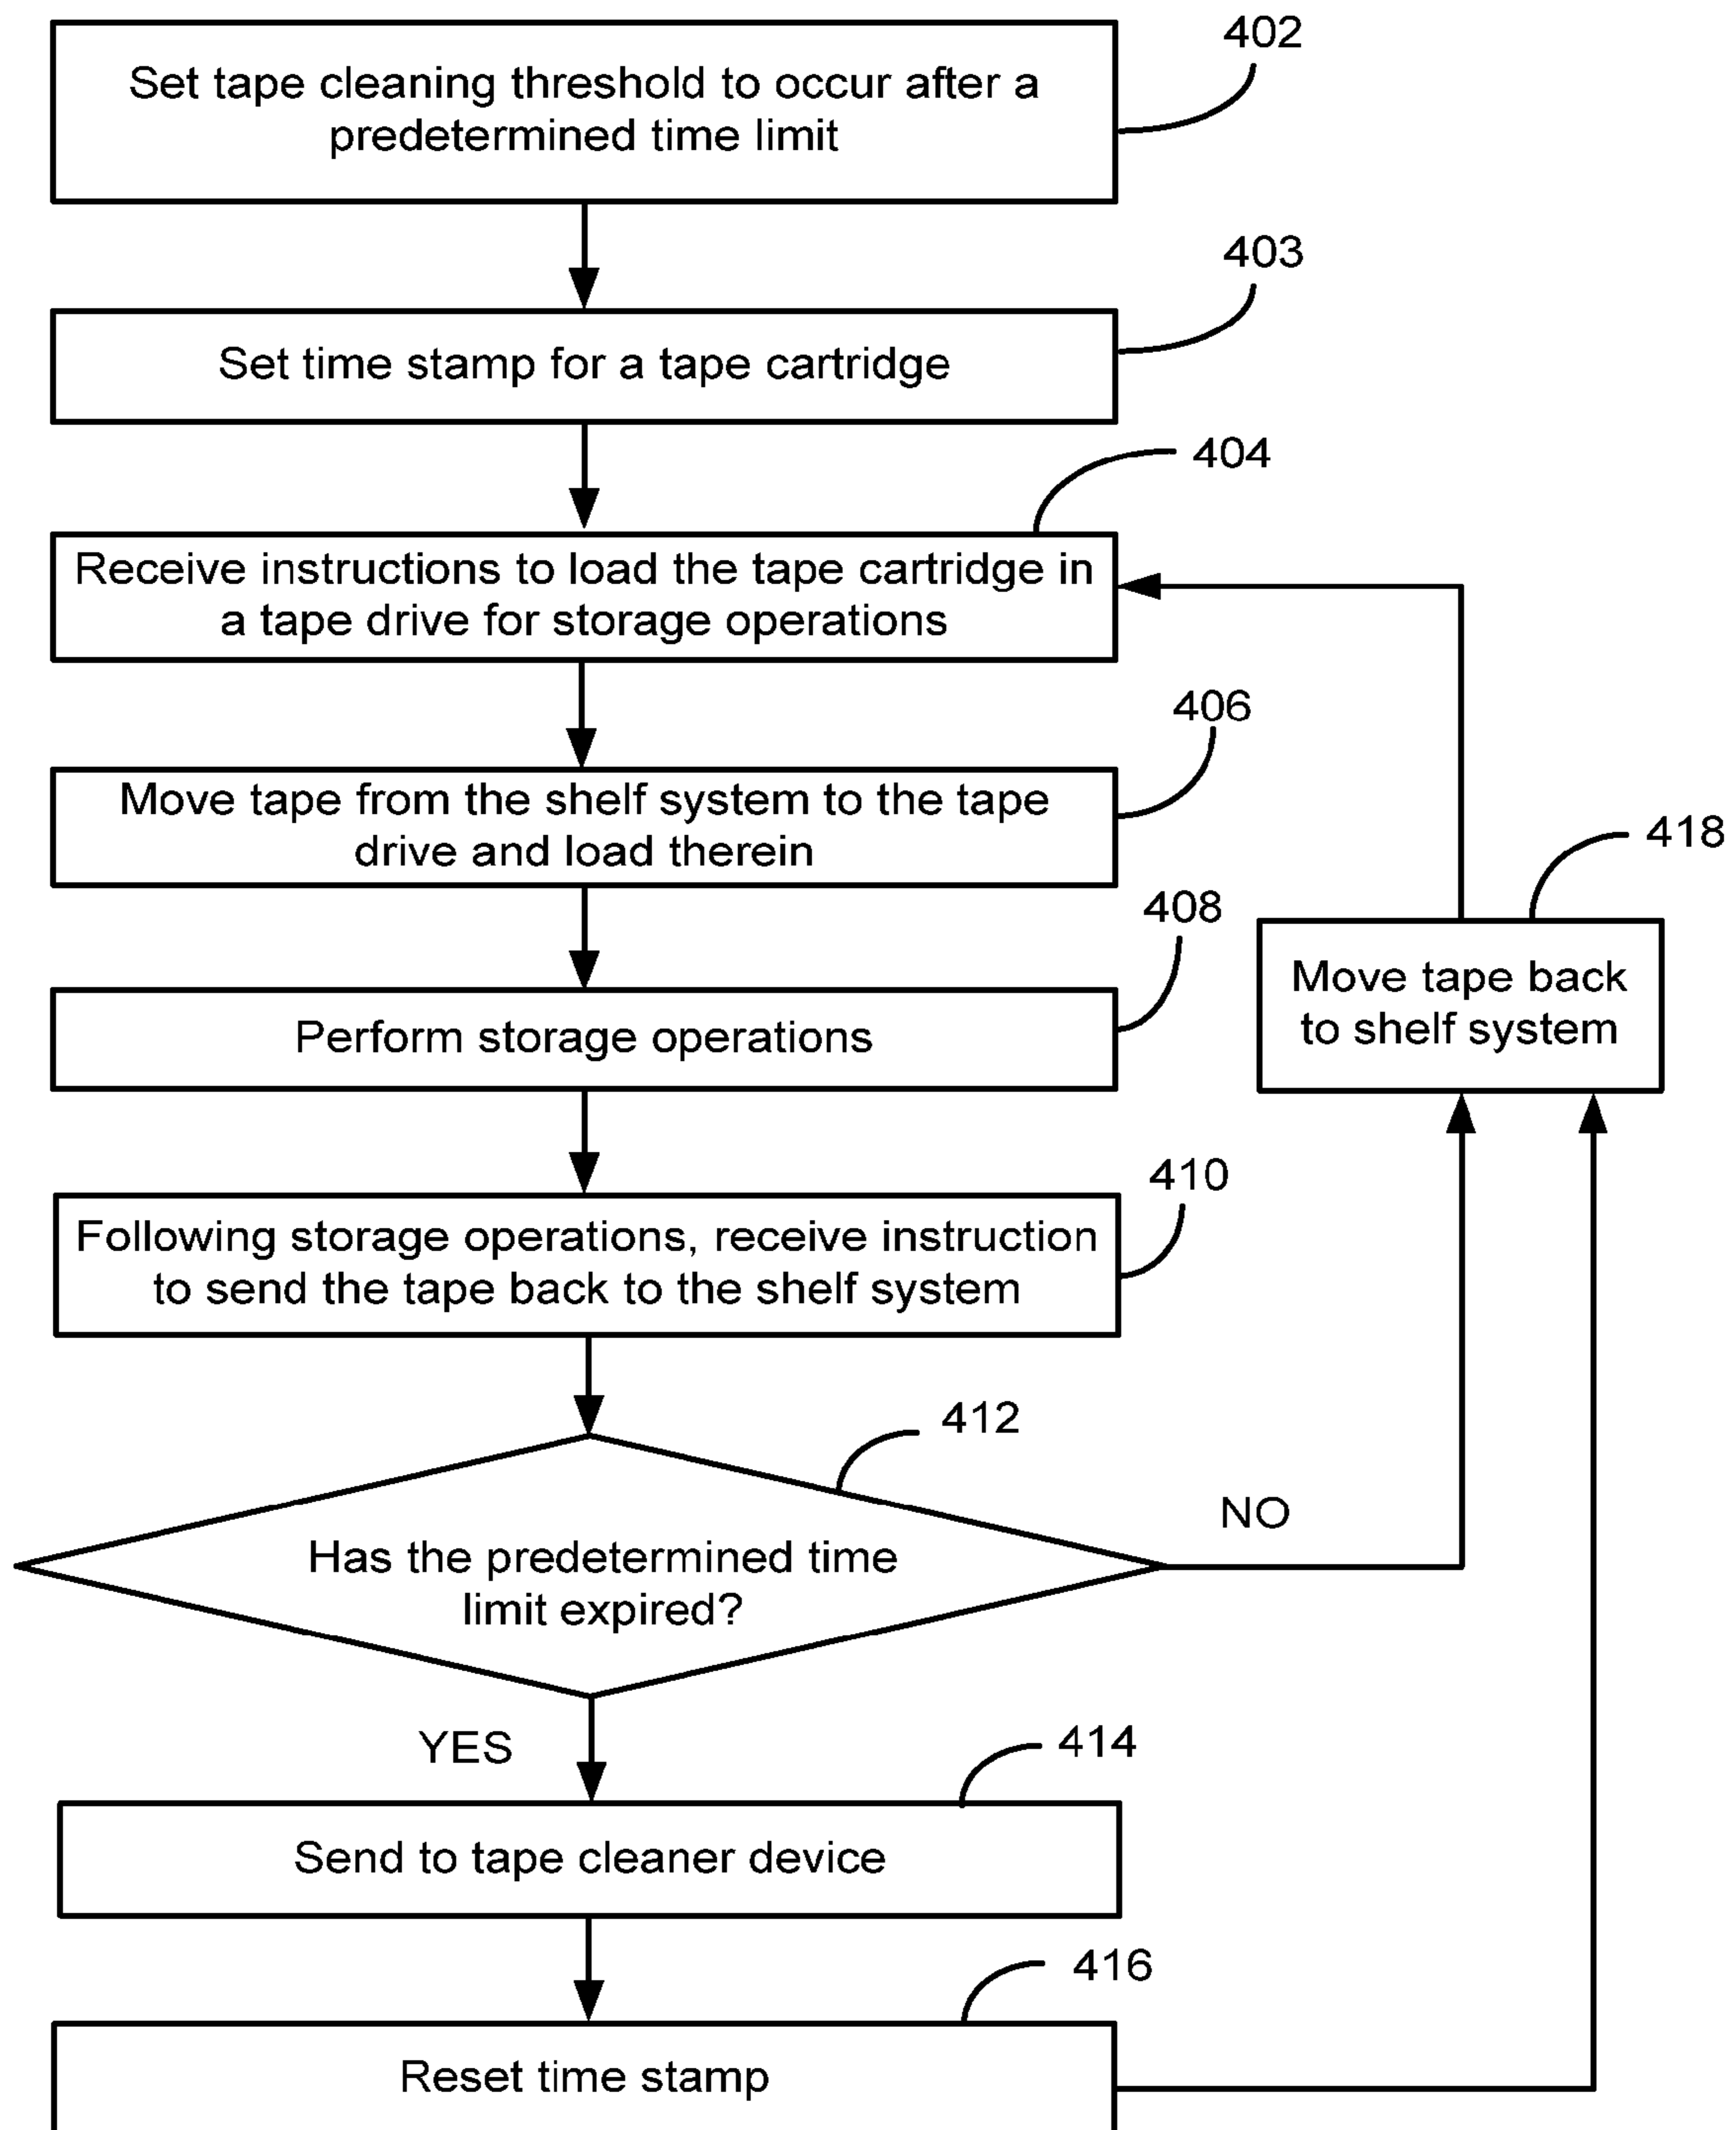 402
Set tape cleaning threshold to occur after a
predetermined time limit
403
Set time stamp for a tape cartridge
404
Receive instructions to load the tape cartridge in
a tape drive for storage operations
406
Move tape from the shelf system to the tape
drive and load therein
418
408
Move tape back
to shelf system
Perform storage operations
410
Following storage operations, receive instruction
to send the tape back to the shelf system
412
NO
Has the predetermined time
limit expired?
YES
414
Send to tape cleaner device
416
Reset time stamp